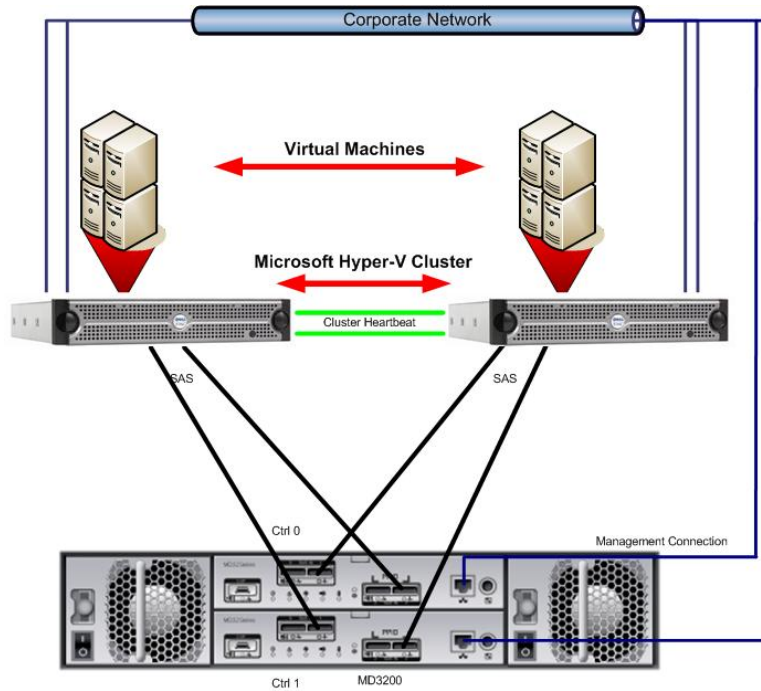 Corporate Network
Virtual Machines
Microsoft Hyper-V Cluster
Cluster Heartbeat
SAS
SAS
Ctrl 0
Management Connection
Ctrl 1
MD3200